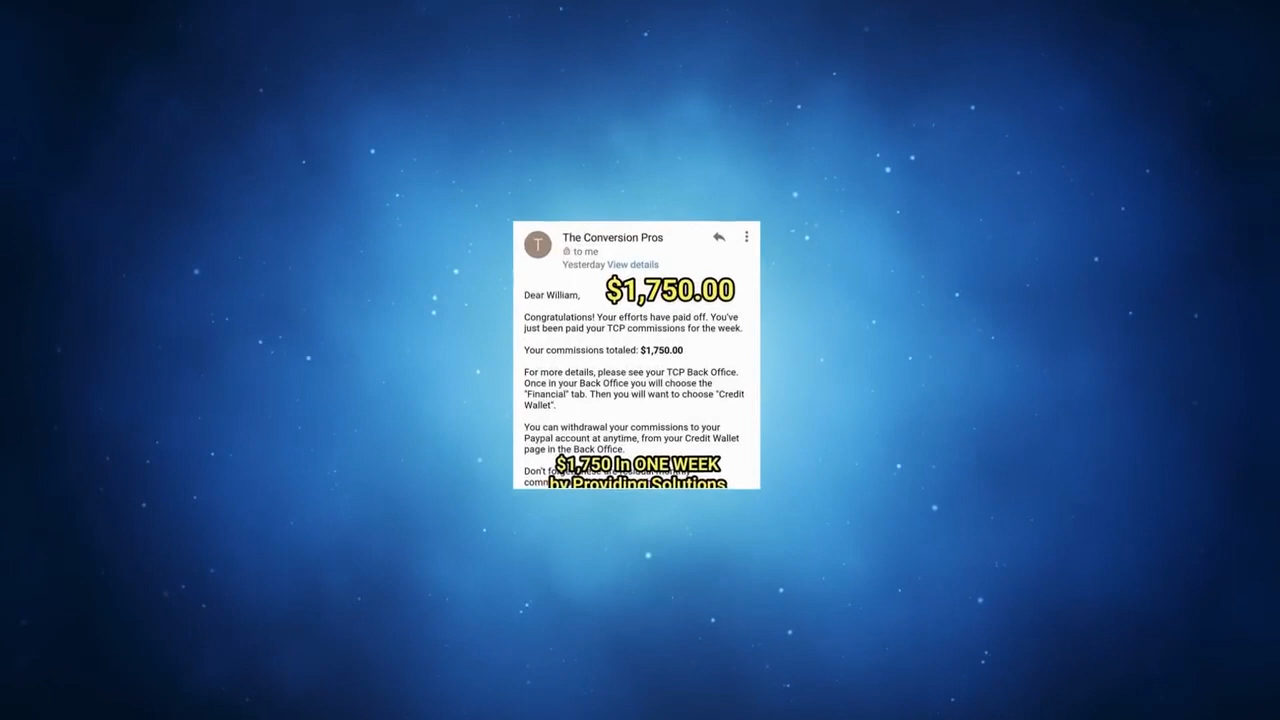 The Conversion Pros
T
to me
Yesterday View details
$1,750.00
Dear William,
Congratulations! Your efforts have paid off. You've
just been paid your TCP commissions for the week.
Your commissions totaled: $1,750.00
For more details, please see your TCP Back Office.
Once in your Back Office you will choose the
"Financial" tab. Then you will want to choose "Credit
Wallet".
You can withdrawal your commissions to your
Paypal account at anytime, from your Credit Wallet
page in the Back Office.
$1,750 In ONE WEEK
Don't
by Providing Solutions